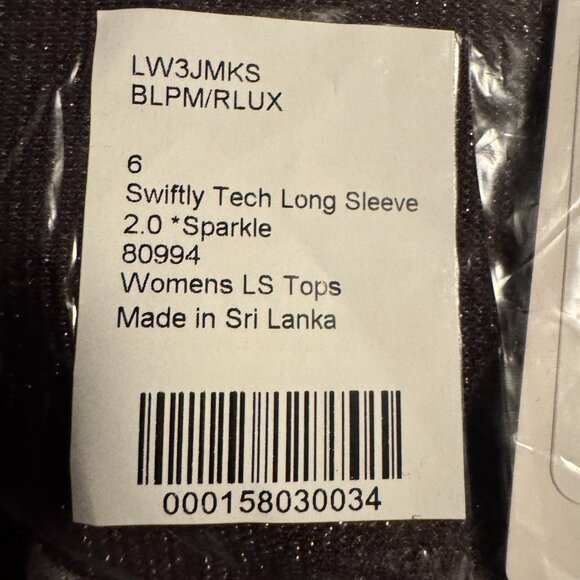 LW3JMKS
BLPM/RLUX
6
Swiftly Tech Long Sleeve
2.0 *Sparkle
80994
Womens LS Tops
Made in Sri Lanka
000158030034